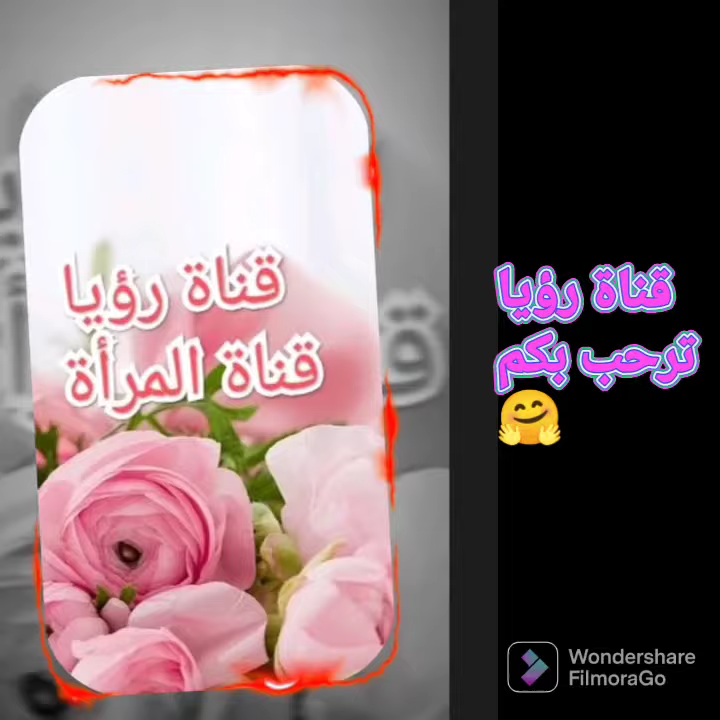 قناة رؤيا
قناة المرأة
قناة رؤيا
ترحب بكم
🤗
Wondershare
FilmoraGo